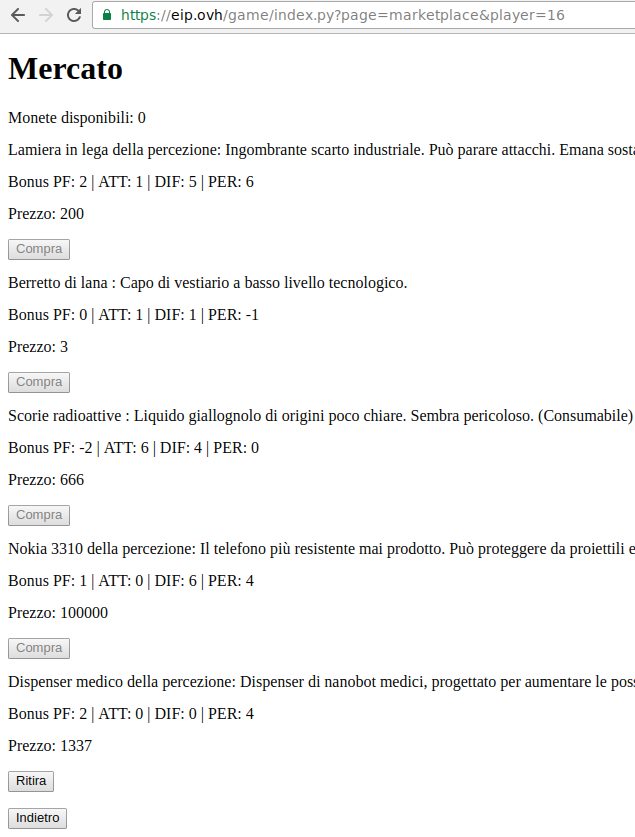 https://eip.ovh/game/index.py?page=marketplace&player=16
Mercato
Monete disponibili: 0
Lamiera in lega della percezione: Ingombrante scarto industriale. Può parare attacchi. Emana
Bonus PF: 2 | ATT: 1 | DIF: 5 | PER: 6
Prezzo: 200
Compra
Berretto di lana : Capo di vestiario a basso livello tecnologico.
Bonus PF: 0 | ATT: 1 | DIF: 1 | PER: -1
Prezzo: 3
Compra
Scorie radioattive : Liquido giallognolo di origini poco chiare. Sembra pericoloso. (Consumabile)
Bonus PF: -2 | ATT: 6 | DIF: 4 | PER: 0
Prezzo: 666
Compra
Nokia 3310 della percezione: Il telefono più resistente mai prodotto. Può proteggere da proiettili e
Bonus PF: 1 | ATT: 0 | DIF: 6 | PER: 4
Prezzo: 100000
Compra
Dispenser medico della percezione: Dispenser di nanobot medici, progettato per aumentare le
Bonus PF: 2 | ATT: 0 | DIF: 0 | PER: 4
Prezzo: 1337
Ritira
Indietro